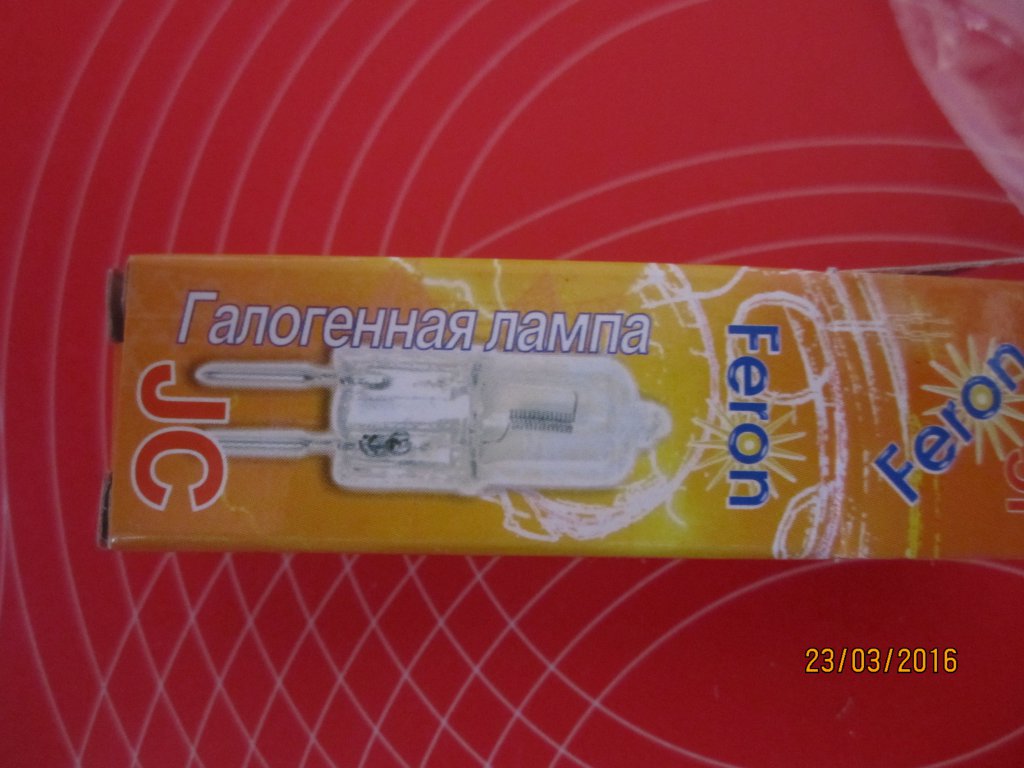 Галогенная лампа
JC
Feron
Feron
23/03/2016